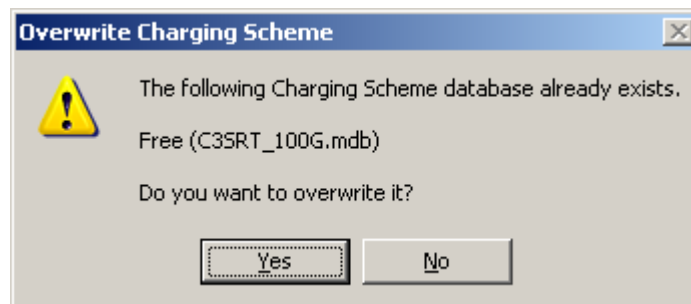 Overwrite Charging Scheme
The following Charging Scheme database already exists.
Free (C3SRT_100G.mdb)
Do you want to overwrite it?
Yes
No